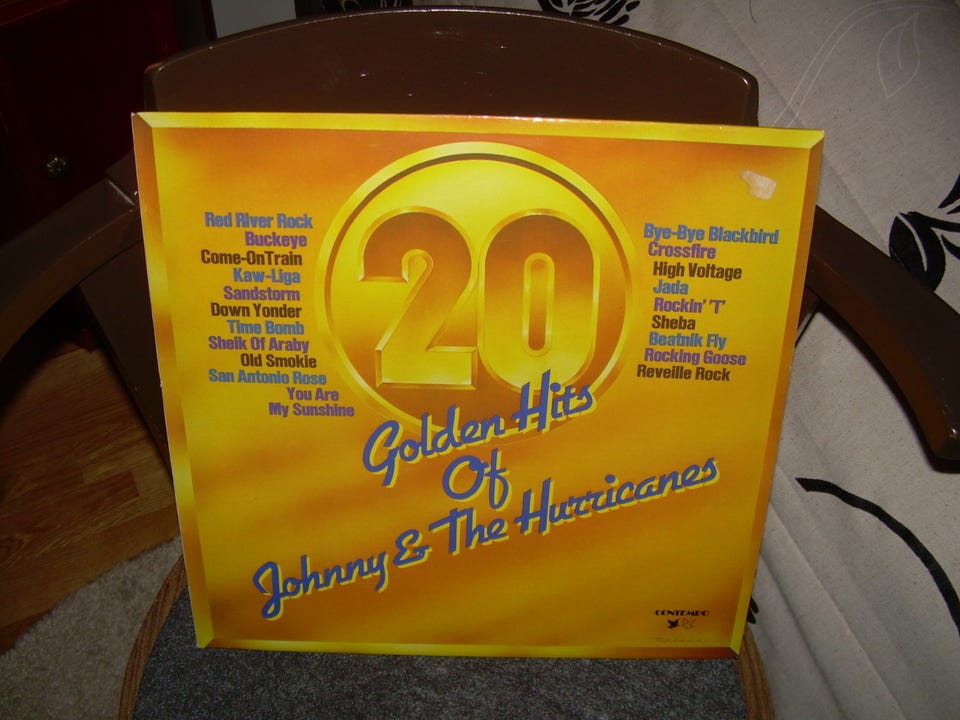 Red River Rock
Buckeye
Come-OnTrain
Kaw-Liga
Sandstorm
Down Yonder
Time Bomb
Sheik Of Araby
Old Smokie
San Antonio Rose
You Are
My Sunshine
20
Bye-Bye Blackbird
Crossfire
High Voltage
Jada
Rockin' 'T'
Sheba
Beatnik Fly
Rocking Goose
Reveille Rock
Golden Hits
Of
Johnny & The Hurricanes
CONTEMPO